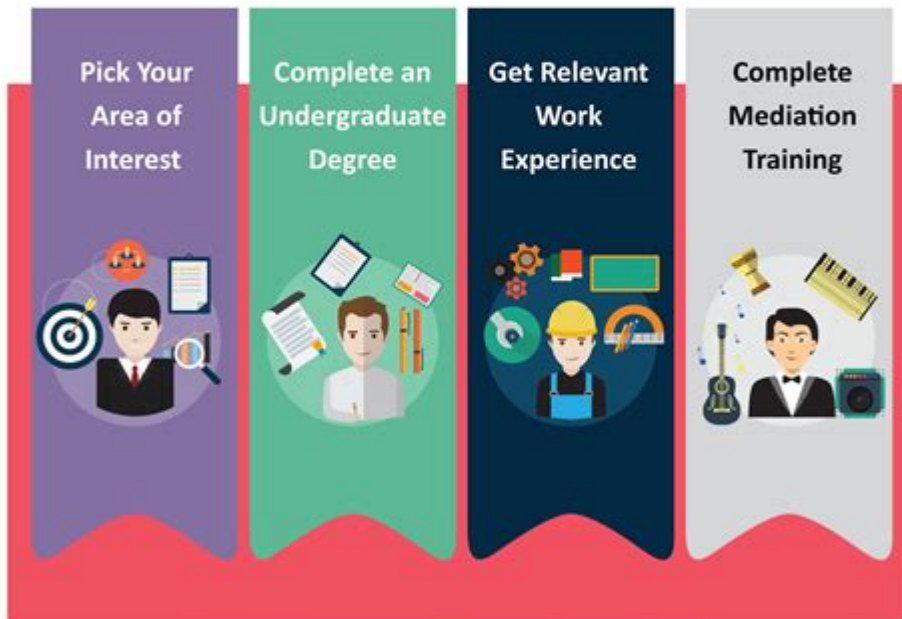 Pick Your
Area of
Interest
Complete an
Undergraduate
Degree
Get Relevant
Work
Experience
Complete
Mediation
Training